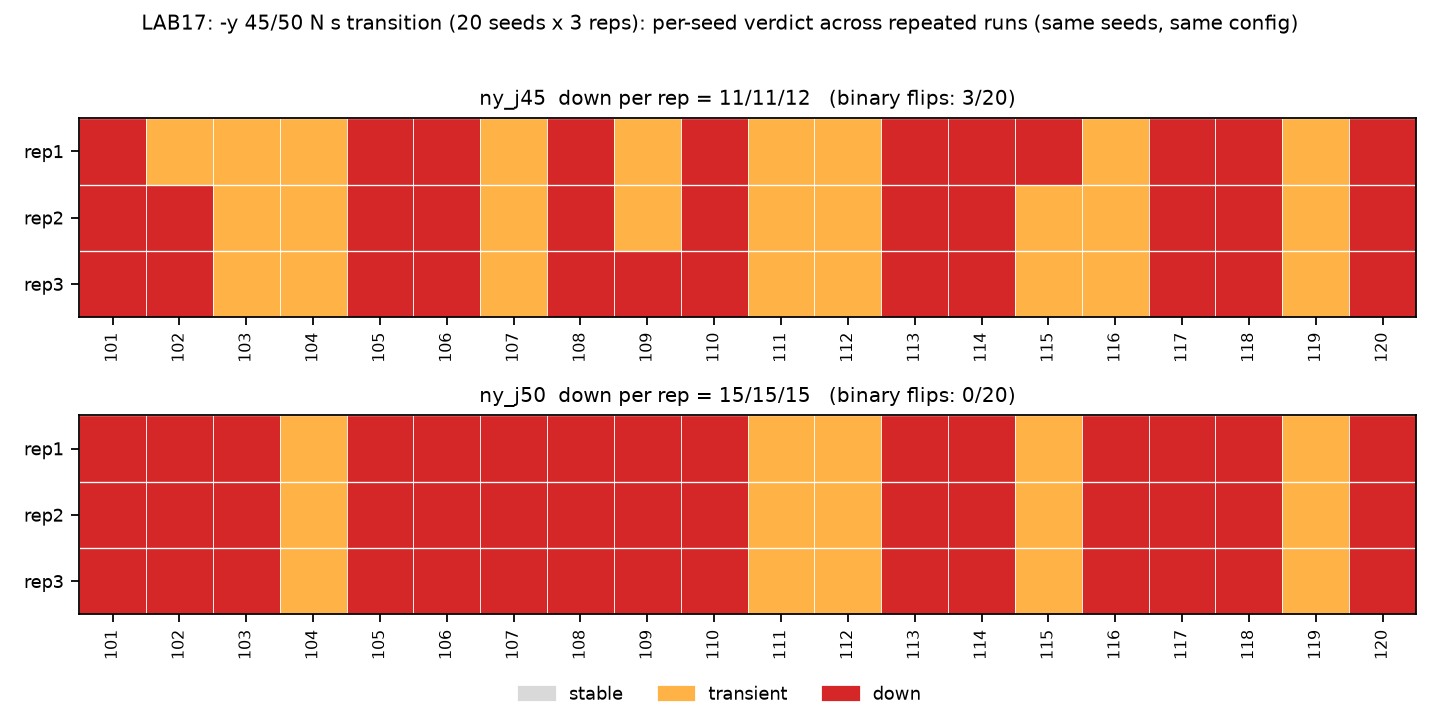 LAB17: -y 45/50 N s transition (20 seeds x 3 reps): per-seed verdict across repeated runs (same seeds, same config)
ny_j45  down per rep = 11/11/12   (binary flips: 3/20)
rep1
rep2
rep3
101 102 103 104 105 106 107 108 109 110 111 112 113 114 115 116 117 118 119 120
ny_j50  down per rep = 15/15/15   (binary flips: 0/20)
rep1
rep2
rep3
101 102 103 104 105 106 107 108 109 110 111 112 113 114 115 116 117 118 119 120
stable transient down